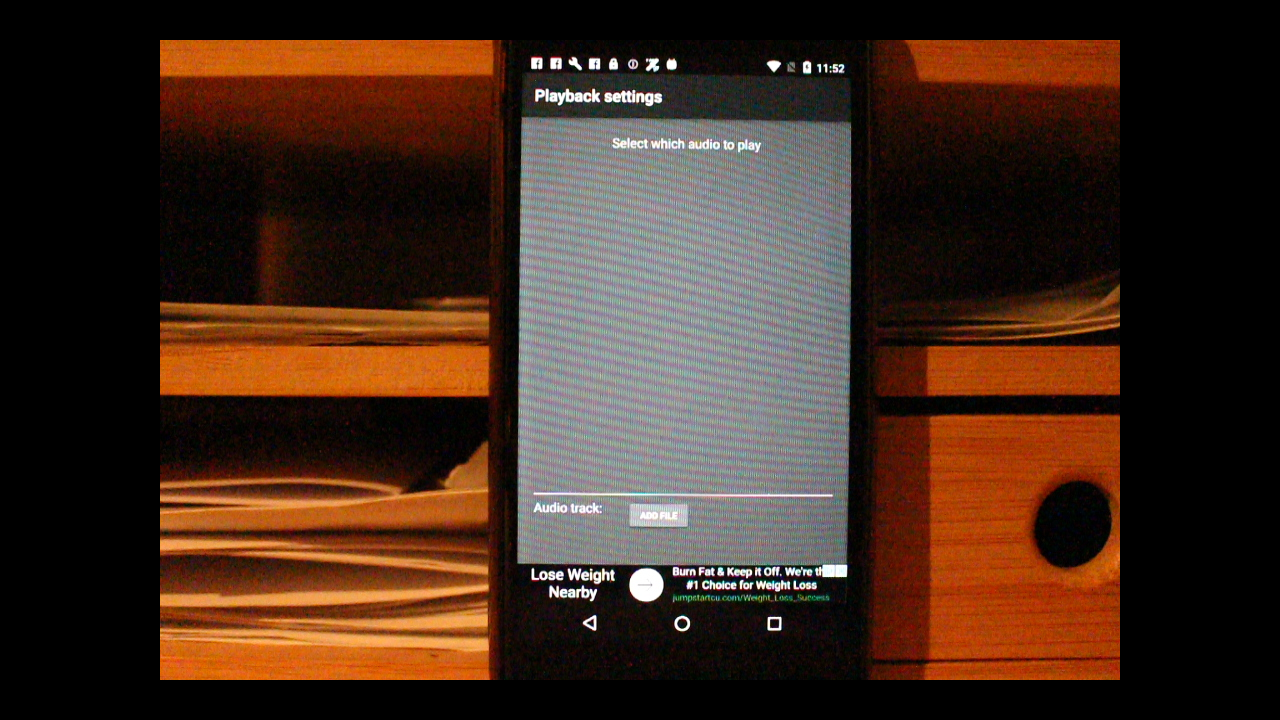 11:52
Playback settings
Select which audio to play
Audio track:
ADD FILE
Lose Weight
Nearby
Burn Fat & Keep it Off. We're
#1 Choice for Weight Loss
jumpstartcu.com/Weight_Loss_Success